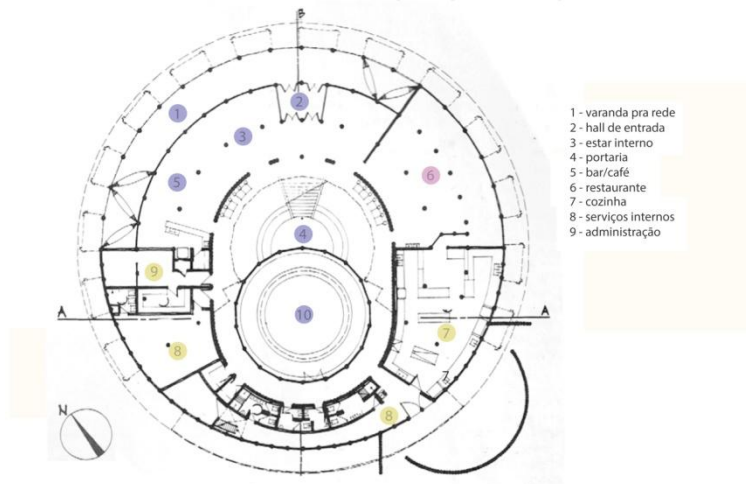 B
2
1
3
5
6
4
9
10
A
A
7
8
8
N
1 - varanda pra rede
2 - hall de entrada
3 - estar interno
4 - portaria
5 - bar/café
6 - restaurante
7 - cozinha
8 - serviços internos
9 - administração